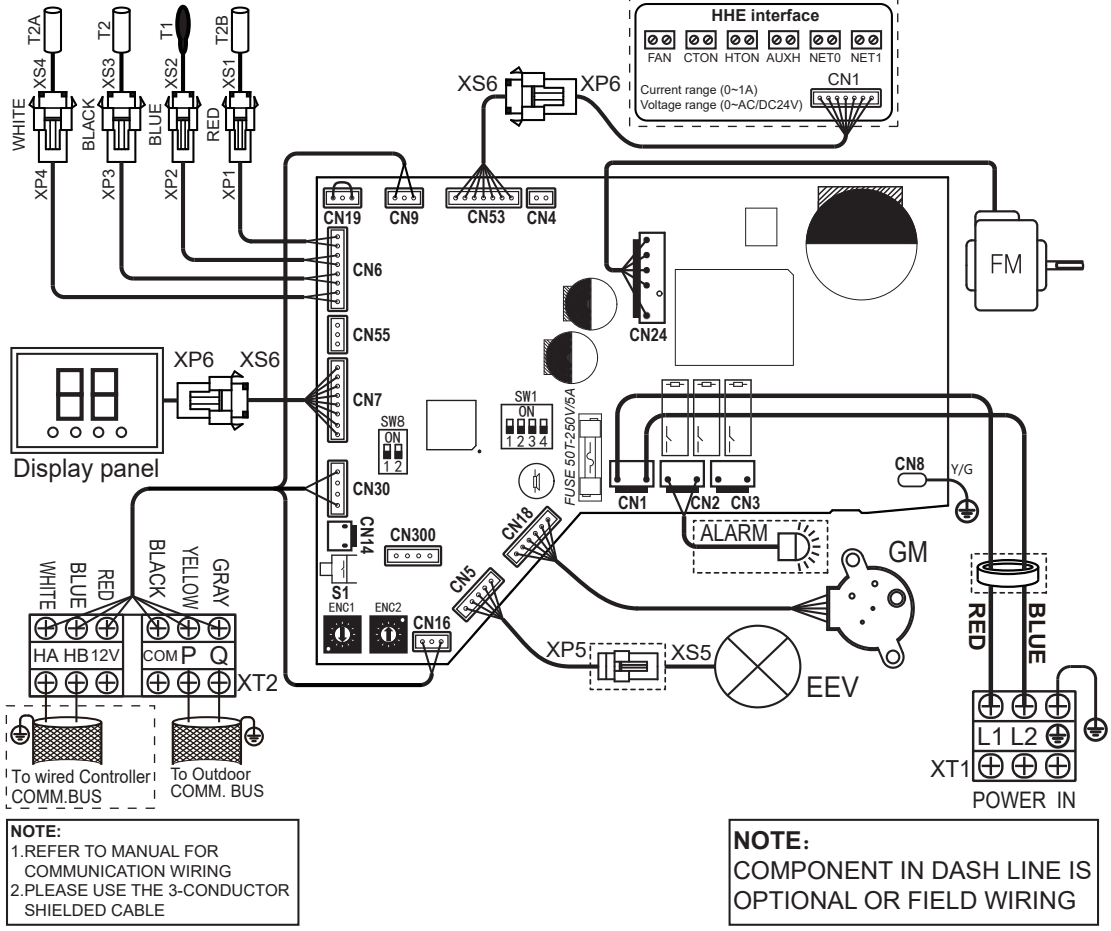 T2A
T2
T1
T2B
XS4
XS3
XS2
XS1
WHITE
BLACK
BLUE
RED
XP4
XP3
XP2
XP1
HHE interface
FAN CTON HTON AUXH NET0 NET1
Current range (0~1A)
Voltage range (0~AC/DC24V)
CN1
XS6
XP6
CN19
CN9
CN53
CN4
CN6
CN55
CN7
CN24
FM
XP6 XS6
Display panel
SW8
ON
1 2
SW1
ON
1 2 3 4
FUSE 50T-250V/5A
CN30
CN14
CN300
S1
ENC1
ENC2
CN16
CN18
CN5
CN1
CN2
CN3
CN8
Y/G
ALARM
GM
XP5
XS5
EEV
RED
BLUE
WHITE
BLUE
RED
BLACK
YELLOW
GRAY
HA HB 12V COM P Q
XT2
To wired Controller
COMM.BUS
To Outdoor
COMM. BUS
L1 L2
XT1
POWER IN
NOTE:
1.REFER TO MANUAL FOR
COMMUNICATION WIRING
2.PLEASE USE THE 3-CONDUCTOR
SHIELDED CABLE
NOTE：
COMPONENT IN DASH LINE IS
OPTIONAL OR FIELD WIRING